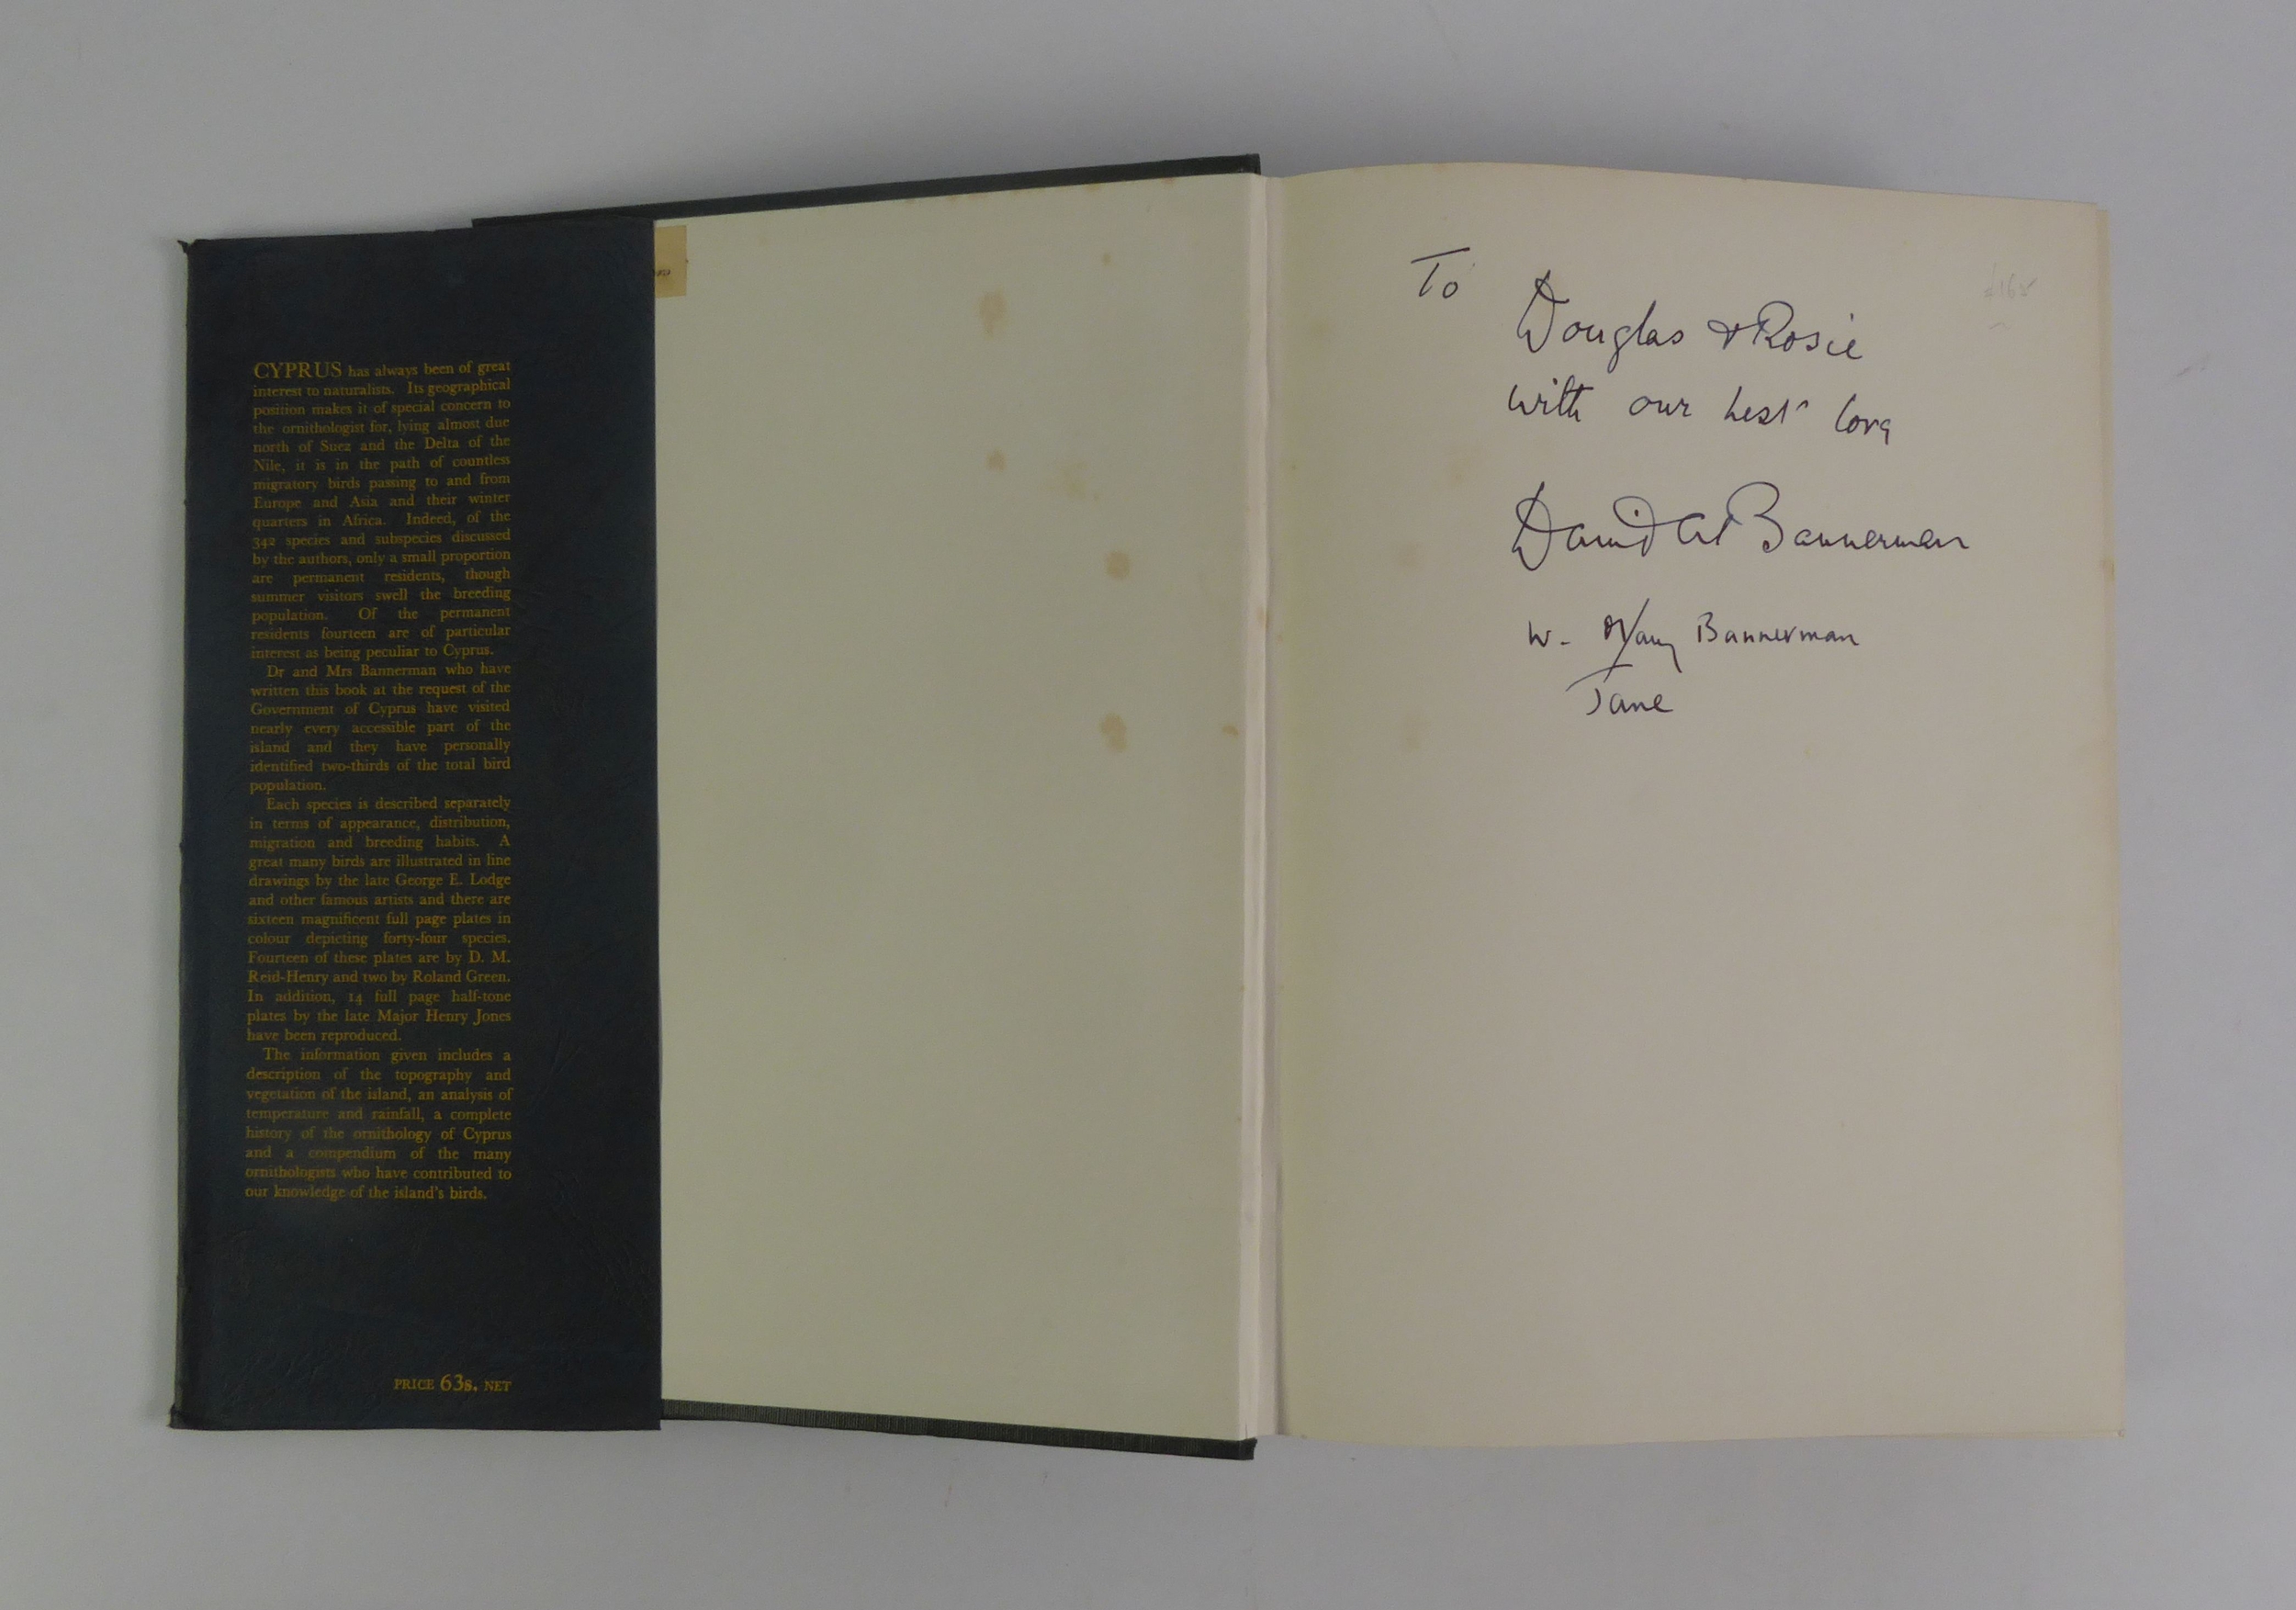 CYPRUS has always been of great
interest to naturalists. Its geographical
position makes it of special concern to
the ornithologist for, lying almost due
north of Suez and the Delta of the
Nile, it is in the path of countless
migratory birds passing to and from
Europe and Asia and their winter
quarters in Africa. Indeed, of the
342 species and subspecies discussed
by the authors, only a small proportion
are permanent residents, though
summer visitors swell the breeding
population. Of the permanent
residents fourteen are of particular
interest as being peculiar to Cyprus.
Dr and Mrs Bannerman who have
written this book at the request of the
Government of Cyprus have visited
nearly every accessible part of the
island and they have personally
identified two-thirds of the total bird
population.
Each species is described separately
in terms of appearance, distribution,
migration and breeding habits. A
great many birds are illustrated in line
drawings by the late George E. Lodge
and other famous artists and there are
sixteen magnificent full page plates in
colour depicting forty-four species.
Fourteen of these plates are by D. M.
Reid-Henry and two by Roland Green.
In addition, 14 full page half-tone
plates by the late Major Henry Jones
have been reproduced.
The information given includes a
description of the topography and
vegetation of the island, an analysis of
temperature and rainfall, a complete
history of the ornithology of Cyprus
and a compendium of the many
ornithologists who have contributed to
our knowledge of the island's birds.
PRICE 63s. NET
To
Douglas & Rosie
with our best love
David A Bannerman
W. Mary Bannerman
Jane